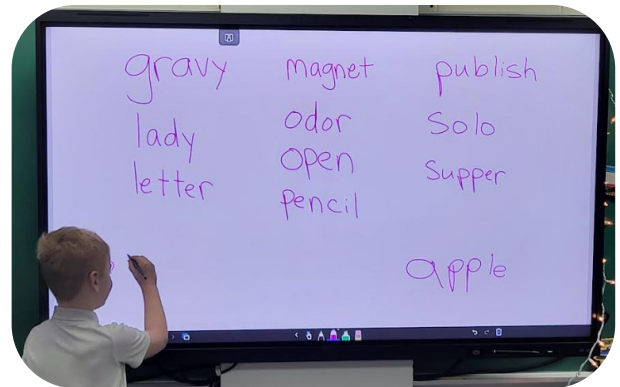 gravy magnet publish
lady odor Solo
letter open Supper
pencil
apple